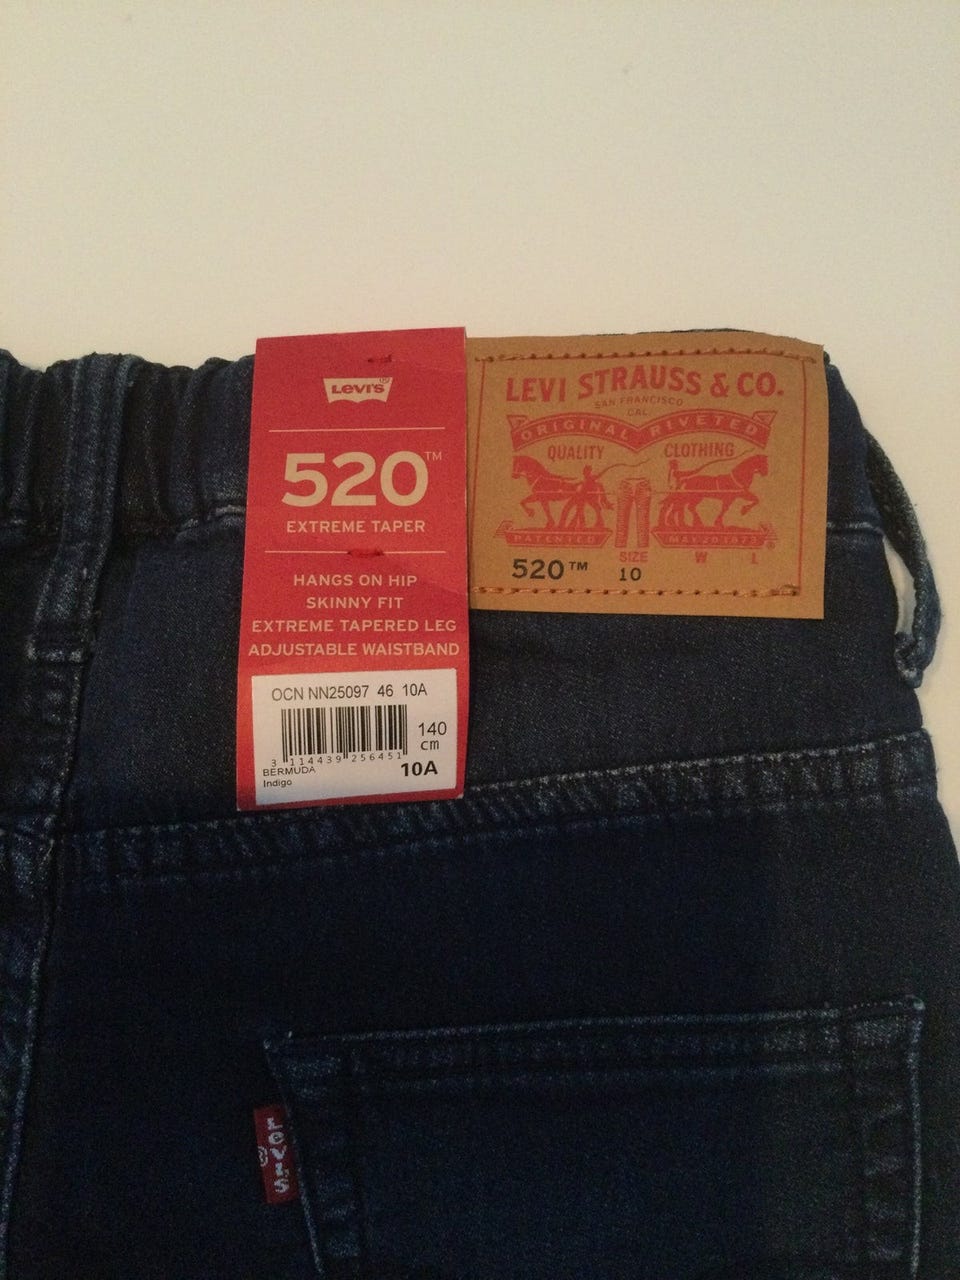 LEVI'S®
520™
EXTREME TAPER
HANGS ON HIP
SKINNY FIT
EXTREME TAPERED LEG
ADJUSTABLE WAISTBAND
OCN NN25097 46 10A
140
cm
3 114439 256451
BERMUDA
Indigo
10A
LEVI STRAUSS & CO.
SAN FRANCISCO
CAL
ORIGINAL RIVETED
QUALITY CLOTHING
PATENTED MAY 20 1873
SIZE W L
520™ 10
LeVI'S
®